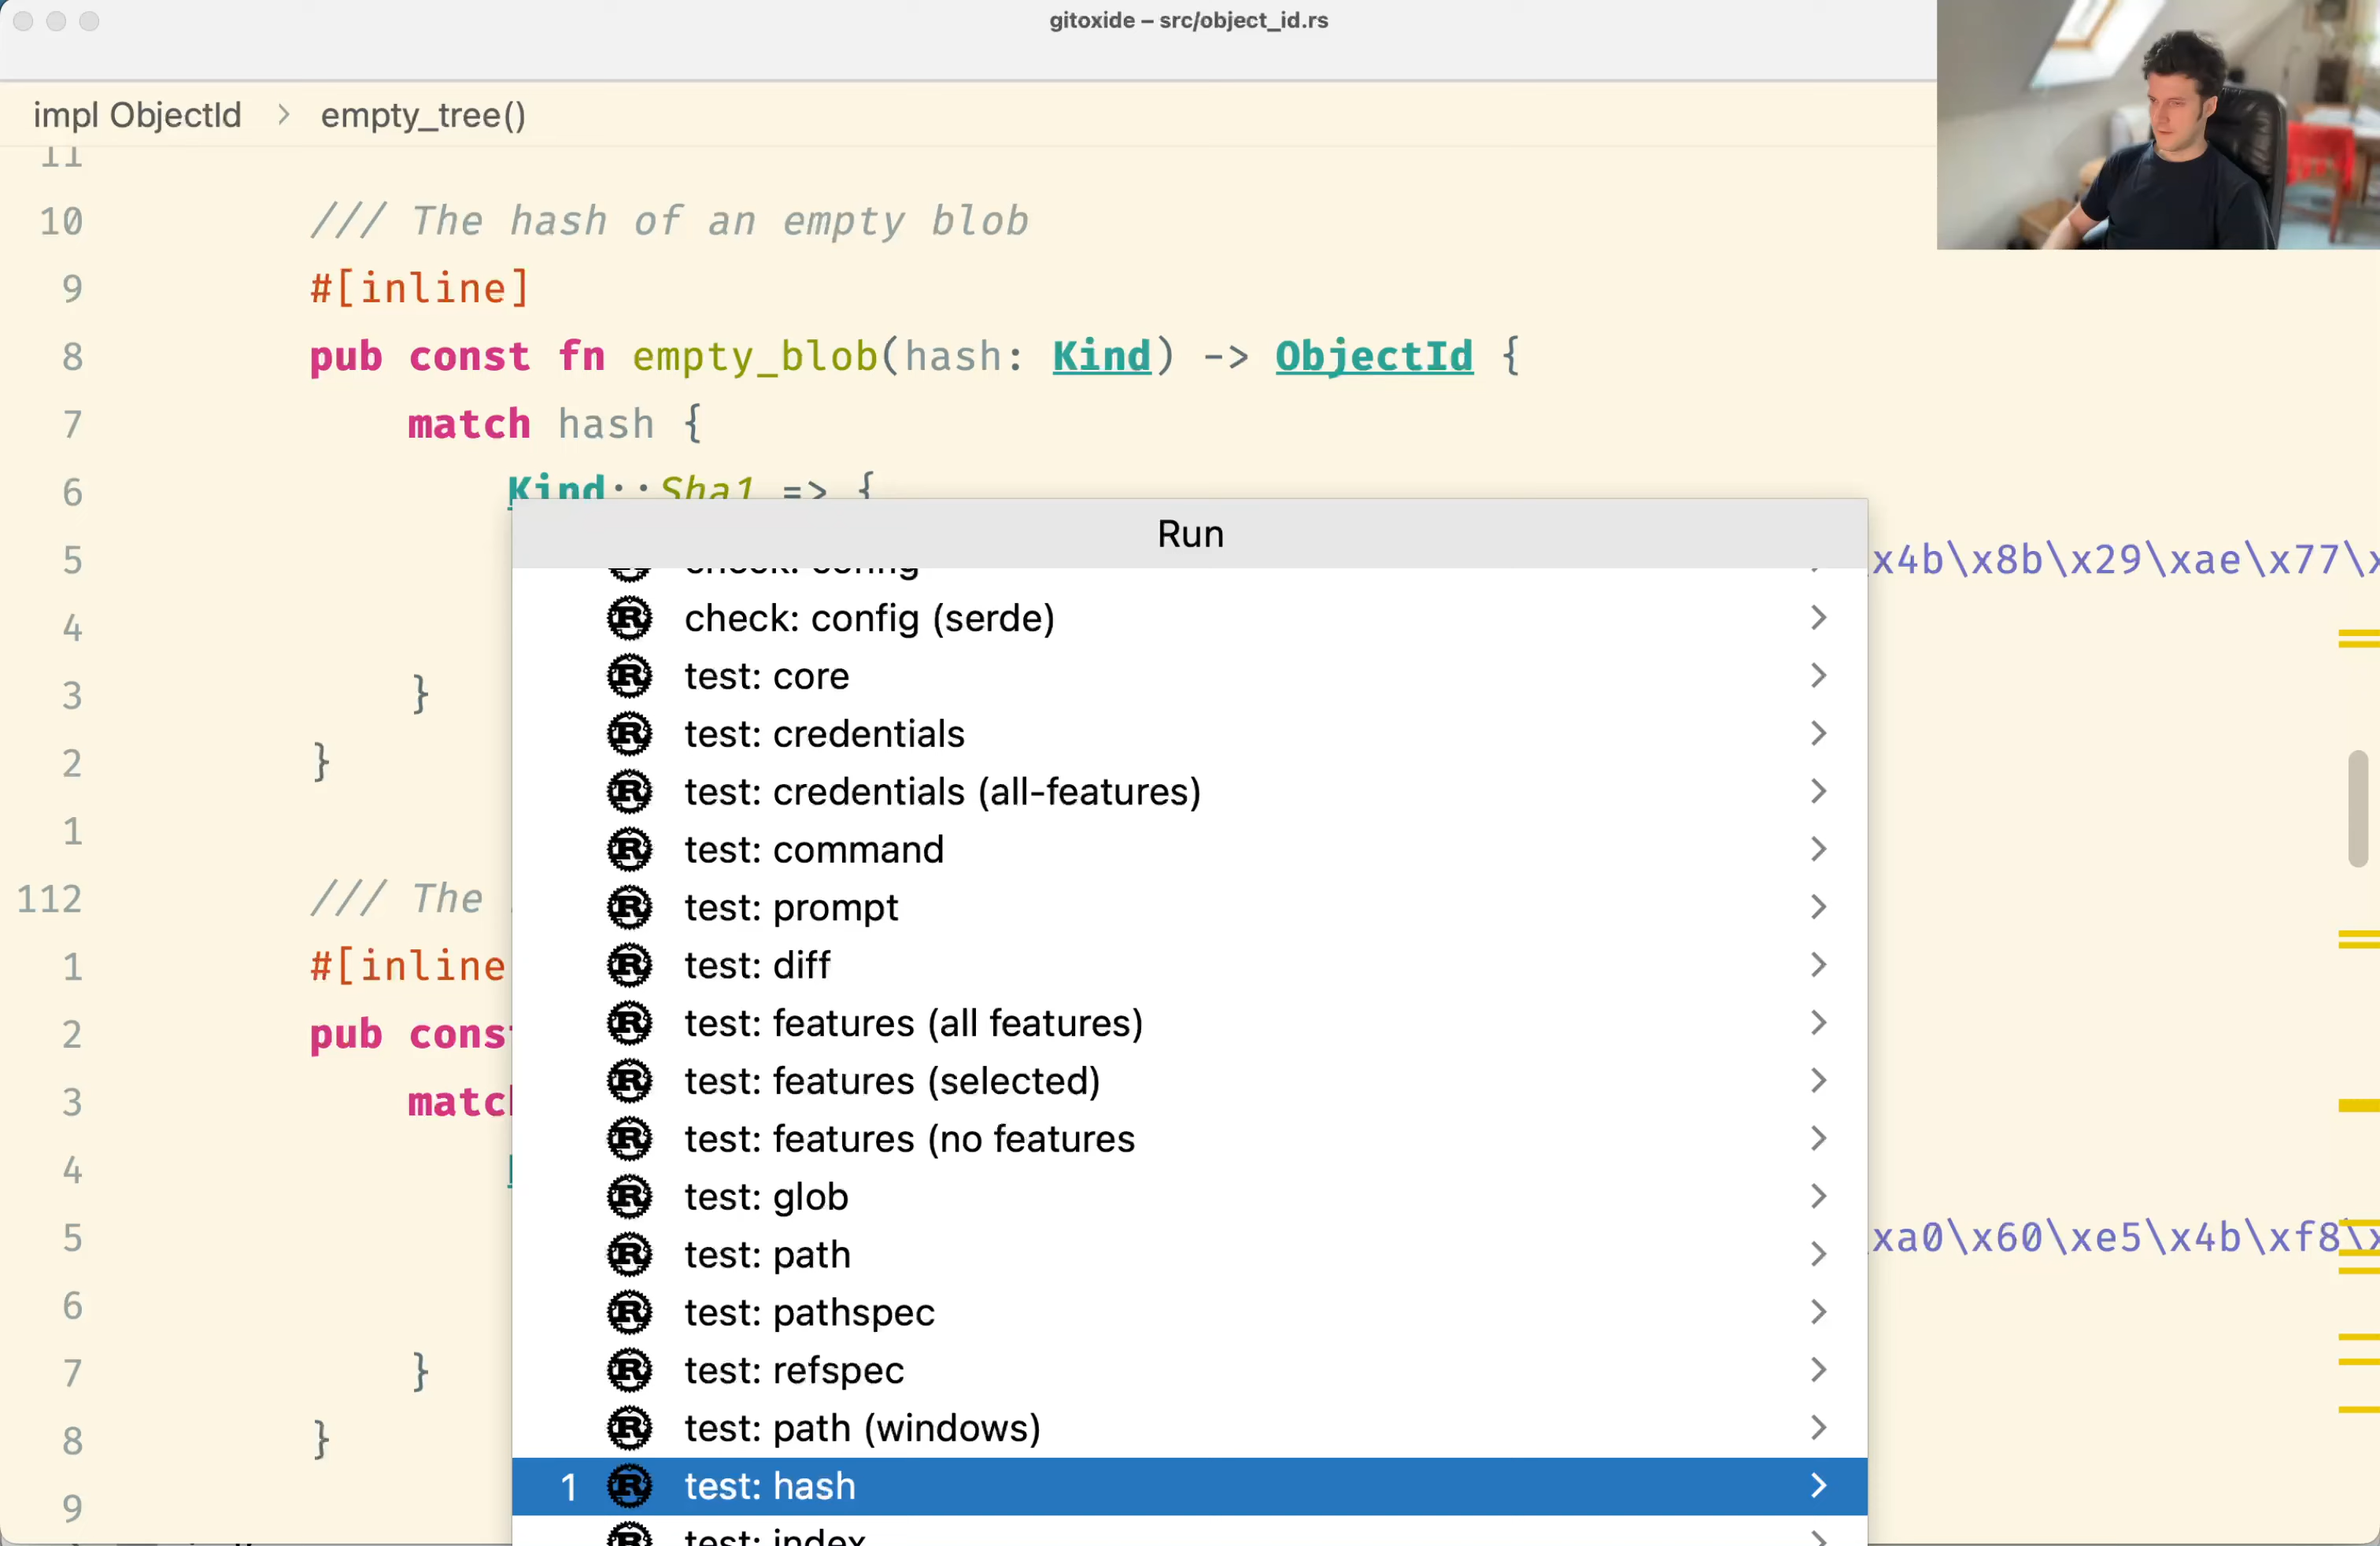 gitoxide – src/object_id.rs
impl ObjectId > empty_tree()
11
10 /// The hash of an empty blob
9 #[inline]
8 pub const fn empty_blob(hash: Kind) -> ObjectId {
7 match hash {
6 Kind::Sha1 => {
Run
5 x4b\x8b\x29\xae\x77\x
check: config
check: config (serde)
4
test: core
3 }
test: credentials
2 }
test: credentials (all-features)
1
test: command
112 /// The
test: prompt
1 #[inline
test: diff
2 pub cons
test: features (all features)
3 matc
test: features (selected)
test: features (no features
4
test: glob
5 xa0\x60\xe5\x4b\xf8\x
test: path
6
test: pathspec
7 }
test: refspec
8 }
test: path (windows)
1 test: hash
9
test: index